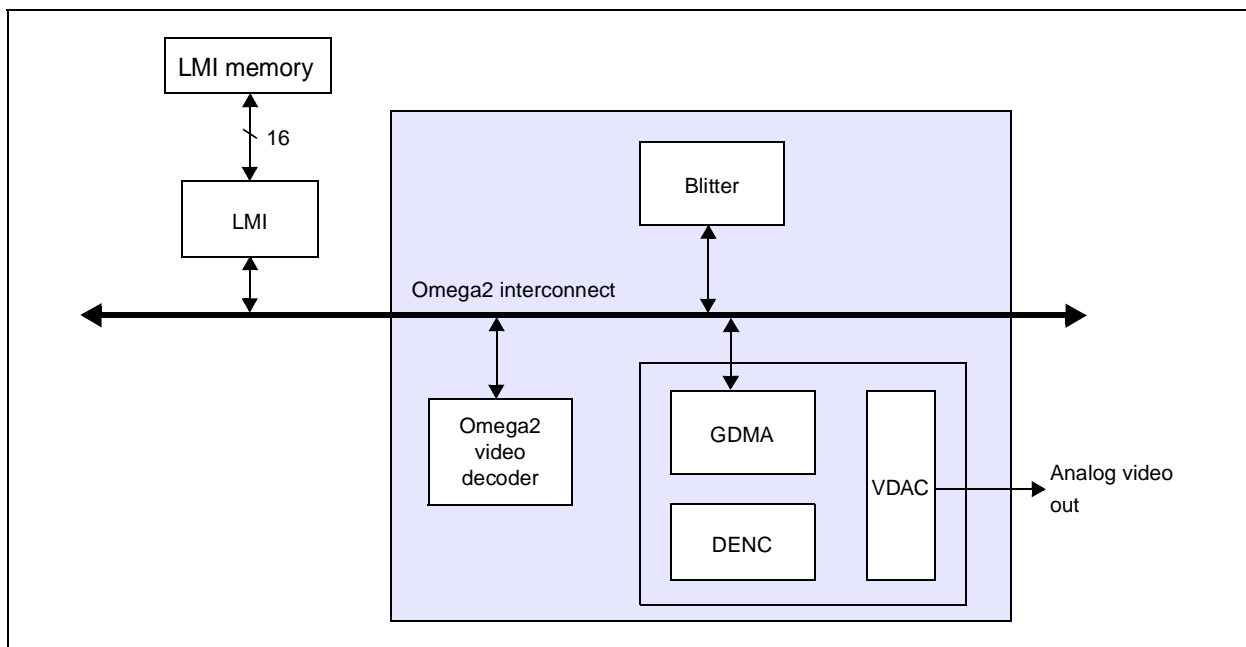 LMI memory
16
LMI
Blitter
Omega2 interconnect
Omega2
video
decoder
GDMA
DENC
VDAC
Analog video
out